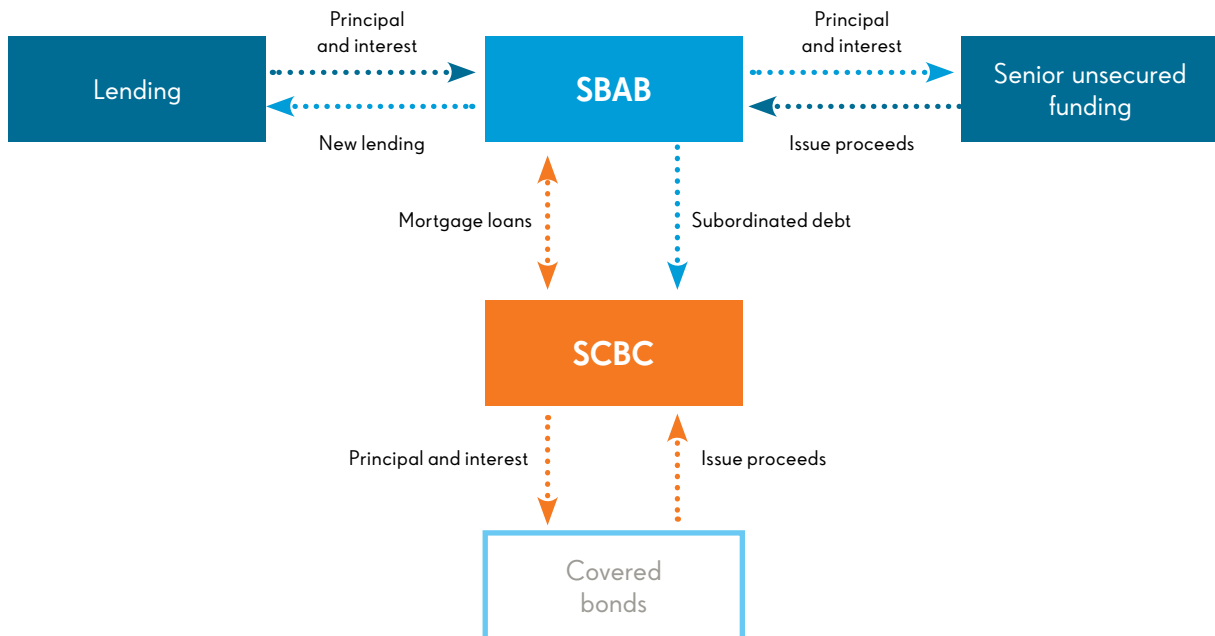 Principal
and interest
Principal
and interest
Lending
SBAB
Senior unsecured
funding
New lending
Issue proceeds
Mortgage loans
Subordinated debt
SCBC
Principal and interest
Issue proceeds
Covered
bonds